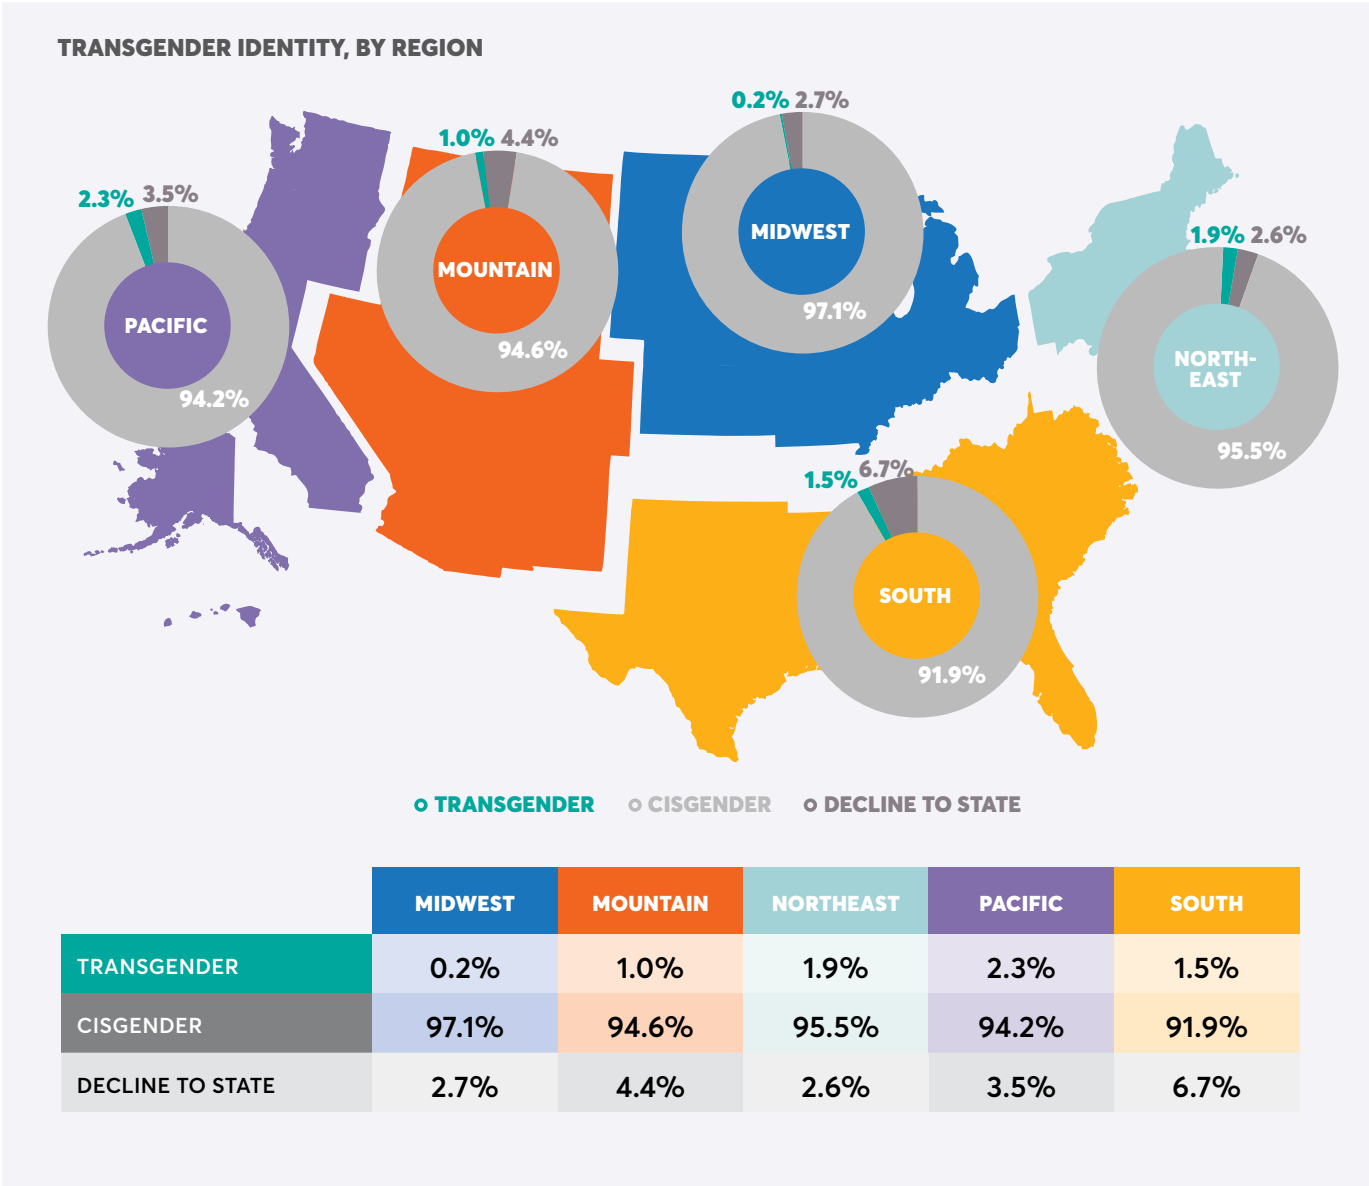 TRANSGENDER IDENTITY, BY REGION
0.2% 2.7%
1.0% 4.4%
2.3% 3.5%
1.9% 2.6%
MIDWEST
MOUNTAIN
97.1%
PACIFIC
94.6%
NORTH-
EAST
94.2%
95.5%
1.5% 6.7%
SOUTH
91.9%
TRANSGENDER CISGENDER DECLINE TO STATE
MIDWEST MOUNTAIN NORTHEAST PACIFIC SOUTH
TRANSGENDER 0.2% 1.0% 1.9% 2.3% 1.5%
CISGENDER 97.1% 94.6% 95.5% 94.2% 91.9%
DECLINE TO STATE 2.7% 4.4% 2.6% 3.5% 6.7%